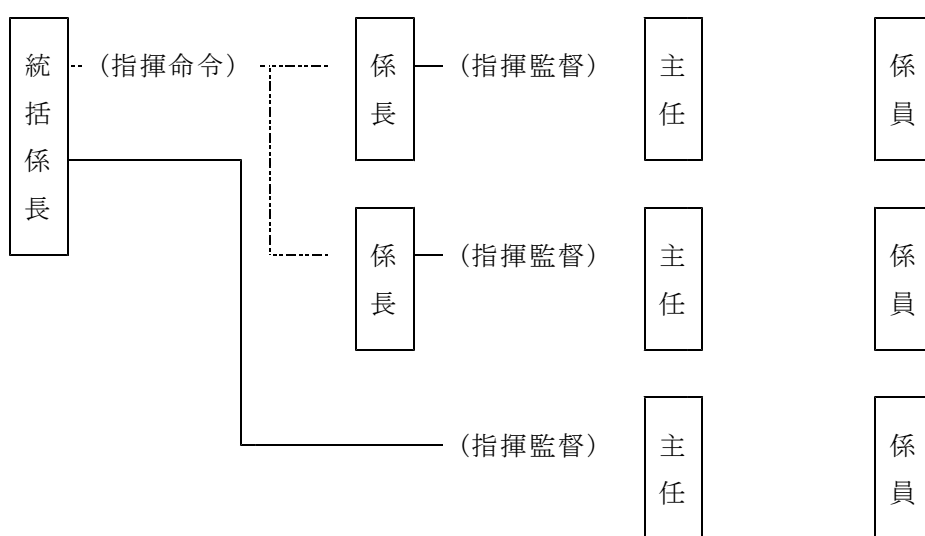 統括係長
(指揮命令)
係長
(指揮監督)
主任
係員
係長
(指揮監督)
主任
係員
(指揮監督)
主任
係員